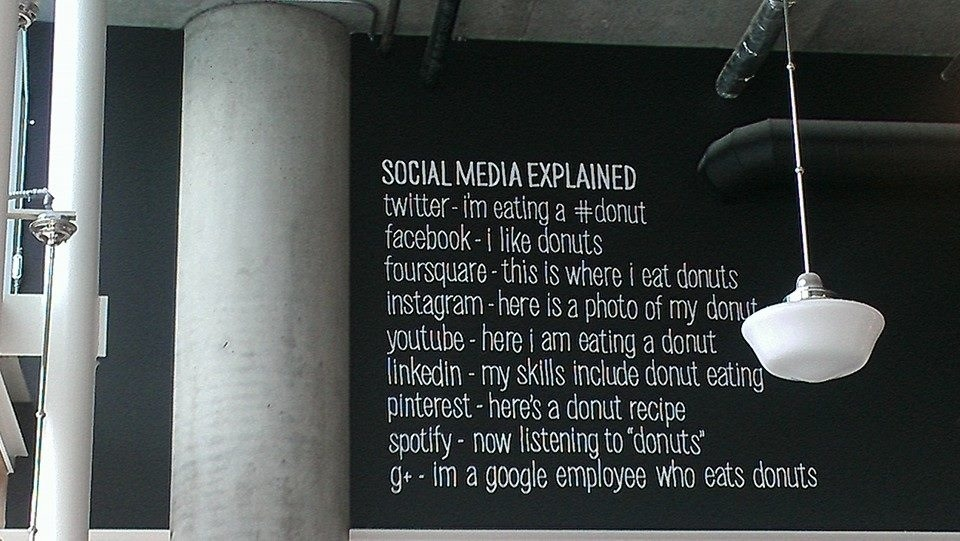 SOCIAL MEDIA EXPLAINED
twitter - i'm eating a #donut
facebook - i like donuts
foursquare - this is where i eat donuts
instagram - here is a photo of my donut
youtube - here i am eating a donut
linkedin - my skills include donut eating
pinterest - here's a donut recipe
spotify - now listening to "donuts"
g+ - im a google employee who eats donuts